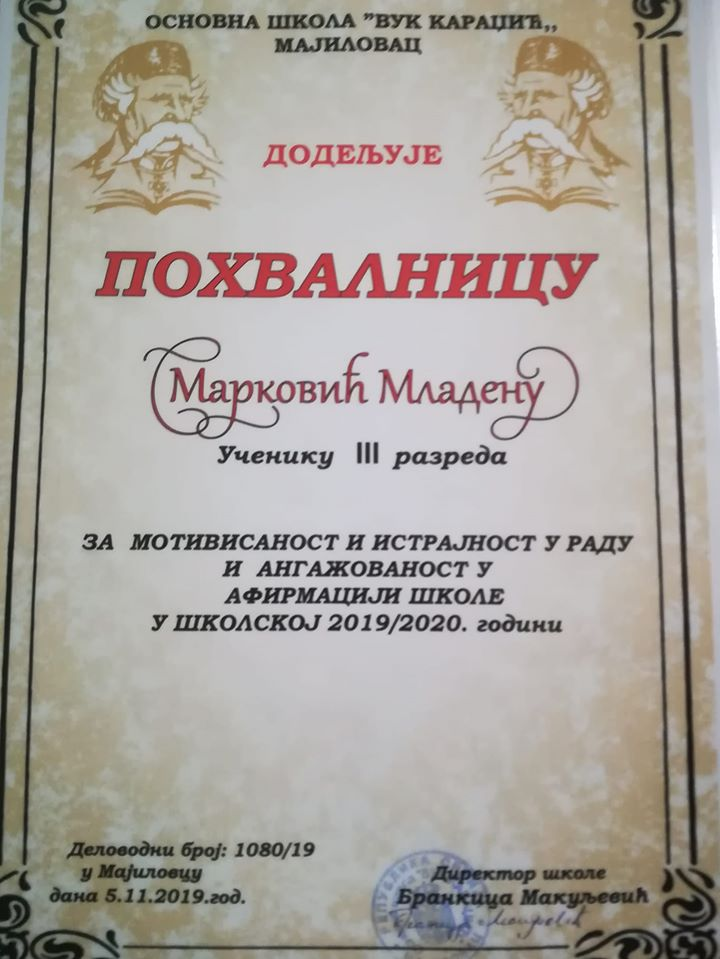 ОСНОВНА ШКОЛА ”ВУК КАРАЏИЋ,,
МАЈИЛОВАЦ
ДОДЕЉУЈЕ
ПОХВАЛНИЦУ
Марковић Младену
Ученику III разреда
ЗА МОТИВИСАНОСТ И ИСТРАЈНОСТ У РАДУ
И АНГАЖОВАНОСТ У
АФИРМАЦИЈИ ШКОЛЕ
У ШКОЛСКОЈ 2019/2020. години
Деловодни број: 1080/19
у Мајиловцу
дана 5.11.2019.год.
Директор школе
Бранкица Макуљевић